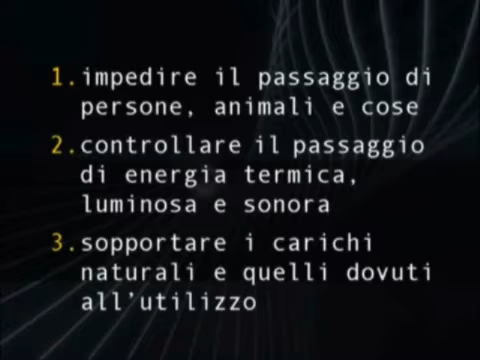 1. impedire il passaggio di
persone, animali e cose
2. controllare il passaggio
di energia termica,
luminosa e sonora
3. sopportare i carichi
naturali e quelli dovuti
all'utilizzo